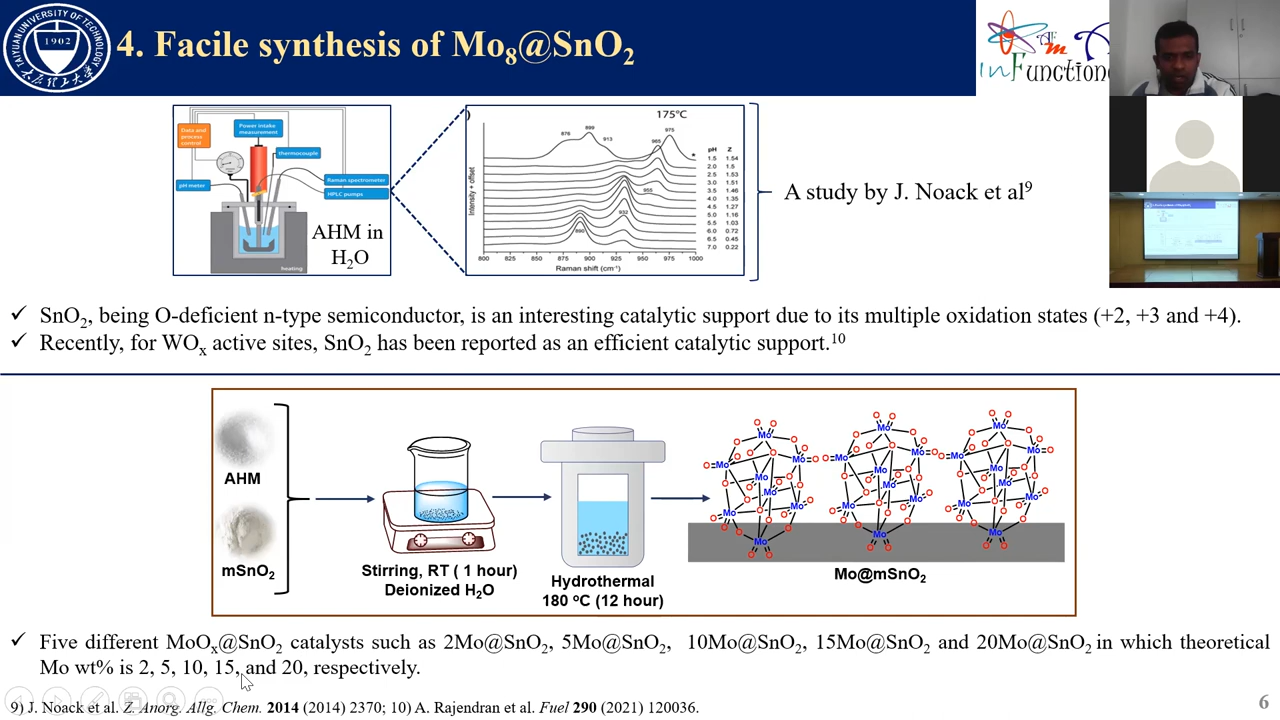 TAIYUAN UNIVERSITY OF TECHNOLOGY
1902
4. Facile synthesis of Mo₈@SnO₂
InFunction
Data and process control
Power intake measurement
thermocouple
Raman spectrometer
HPLC pumps
pH meter
heating
AHM in
H₂O
)
175°C
Intensity + offset
876 899 913 965 975
955
932
890
*
pH Z
1.5 1.54
2.0 1.5
2.5 1.53
3.0 1.51
3.5 1.46
4.0 1.35
4.5 1.27
5.0 1.16
5.5 1.03
6.0 0.72
6.5 0.45
7.0 0.22
800 825 850 875 900 925 950 975 1000
Raman shift (cm⁻¹)
A study by J. Noack et al⁹
✓ SnO₂, being O-deficient n-type semiconductor, is an interesting catalytic support due to its multiple oxidation states (+2, +3 and +4).
✓ Recently, for WOₓ active sites, SnO₂ has been reported as an efficient catalytic support.¹⁰
AHM
mSnO₂
Stirring, RT ( 1 hour)
Deionized H₂O
Hydrothermal
180 ºC (12 hour)
Mo@mSnO₂
✓ Five different MoOₓ@SnO₂ catalysts such as 2Mo@SnO₂, 5Mo@SnO₂, 10Mo@SnO₂, 15Mo@SnO₂ and 20Mo@SnO₂ in which theoretical
Mo wt% is 2, 5, 10, 15, and 20, respectively.
9) J. Noack et al. Z. Anorg. Allg. Chem. 2014 (2014) 2370; 10) A. Rajendran et al. Fuel 290 (2021) 120036.
6